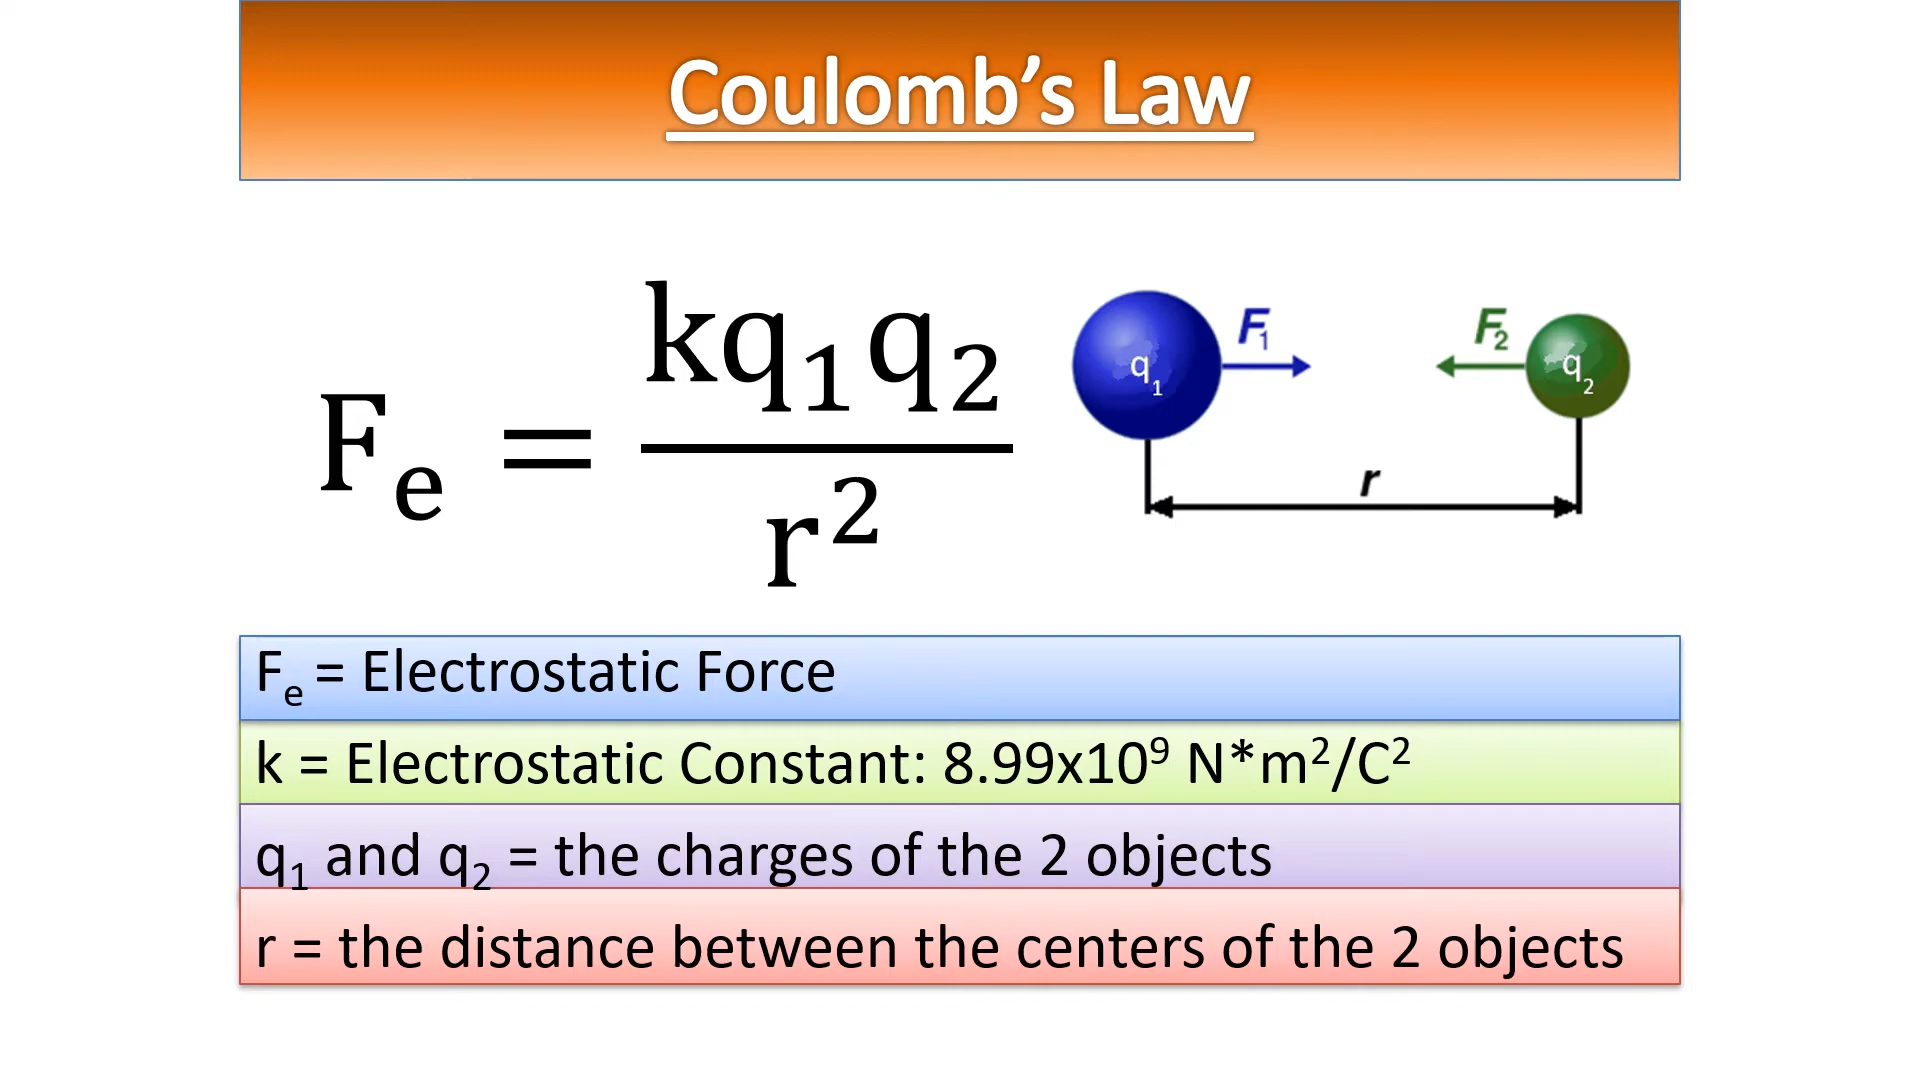 Coulomb’s Law
Fₑ = kq₁q₂ / r²
F₁
F₂
q₁
q₂
r
Fₑ = Electrostatic Force
k = Electrostatic Constant: 8.99x10⁹ N*m²/C²
q₁ and q₂ = the charges of the 2 objects
r = the distance between the centers of the 2 objects